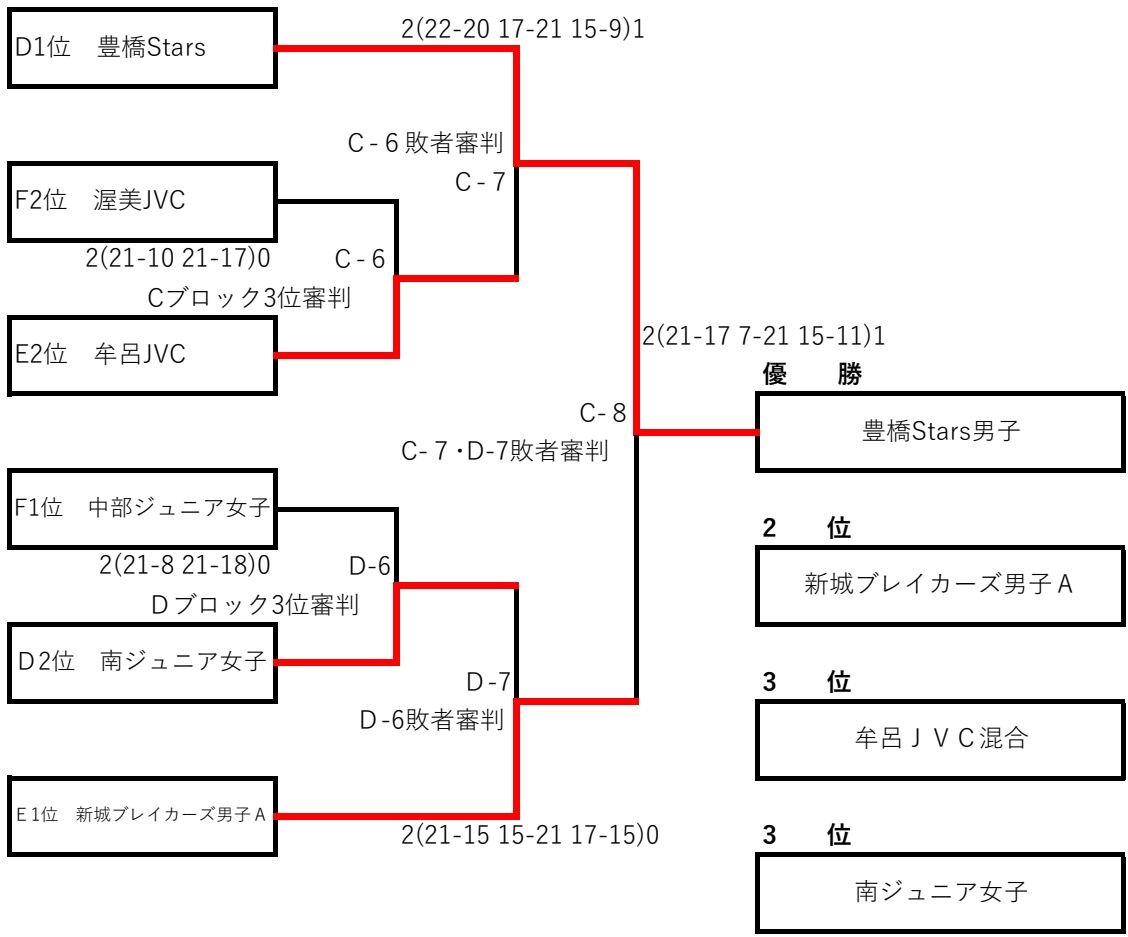 2(22-20 17-21 15-9)1
D1位　豊橋Stars
C-6敗者審判
C-7
F2位　渥美JVC
2(21-10 21-17)0
C-6
Cブロック3位審判
2(21-17 7-21 15-11)1
E2位　牟呂JVC
優　勝
C-8
豊橋Stars男子
C-7・D-7敗者審判
F1位　中部ジュニア女子
2　位
2(21-8 21-18)0
D-6
新城ブレイカーズ男子A
Dブロック3位審判
D2位　南ジュニア女子
D-7
3　位
D-6敗者審判
牟呂JVC混合
E1位　新城ブレイカーズ男子A
2(21-15 15-21 17-15)0
3　位
南ジュニア女子